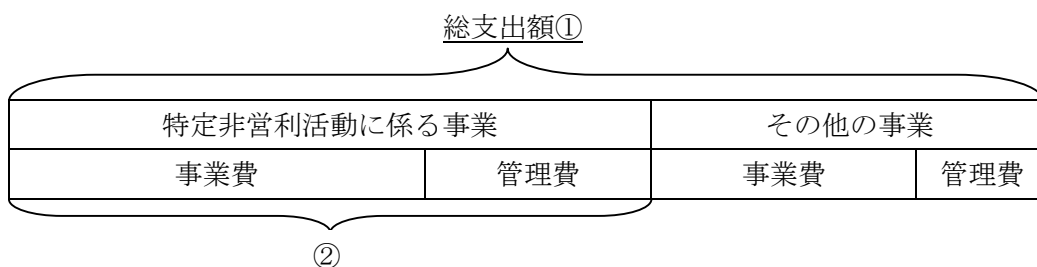 総支出額①
特定非営利活動に係る事業 その他の事業
事業費 管理費 事業費 管理費
②